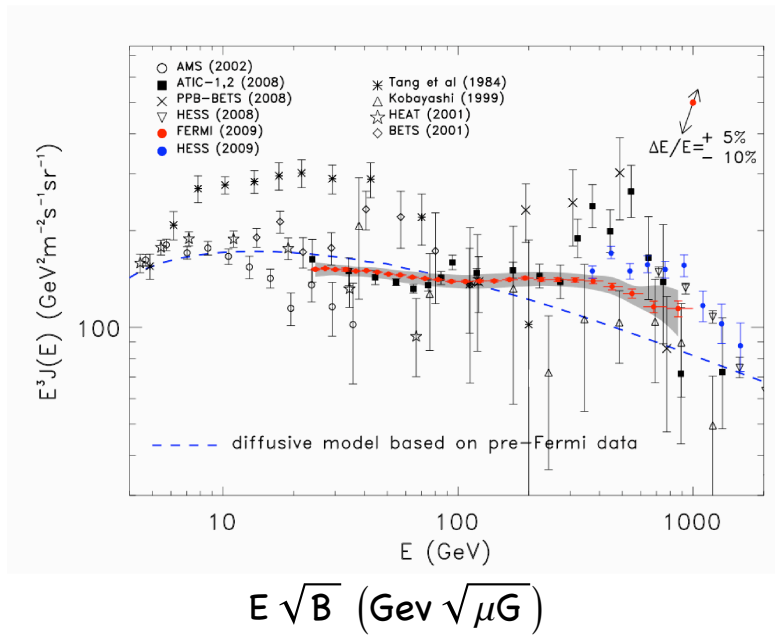 AMS (2002)
ATIC-1,2 (2008)
PPB-BETS (2008)
HESS (2008)
FERMI (2009)
HESS (2009)
Tang et al (1984)
Kobayashi (1999)
HEAT (2001)
BETS (2001)
ΔE/E=+ 5%
− 10%
E³J(E) (GeV²m⁻²s⁻¹sr⁻¹)
100
diffusive model based on pre-Fermi data
10 100 1000
E (GeV)
E √B (Gev √μG)